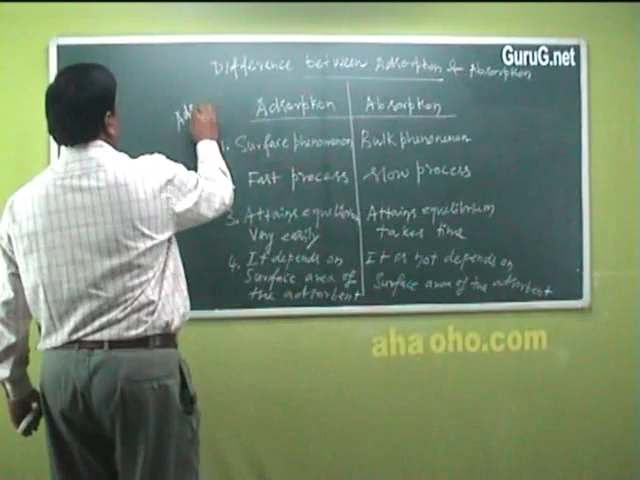 GuruG.net
Difference between Adsorption & Absorption
Ads
Adsorption Absorption
1. Surface phenomenon Bulk phenomenon
Fast process slow process
3. Attains equilibrium Attains equilibrium
Very easily takes time
4. It depends on It is not depends on
Surface area of Surface area of the adsorbent
the adsorbent
aha oho.com